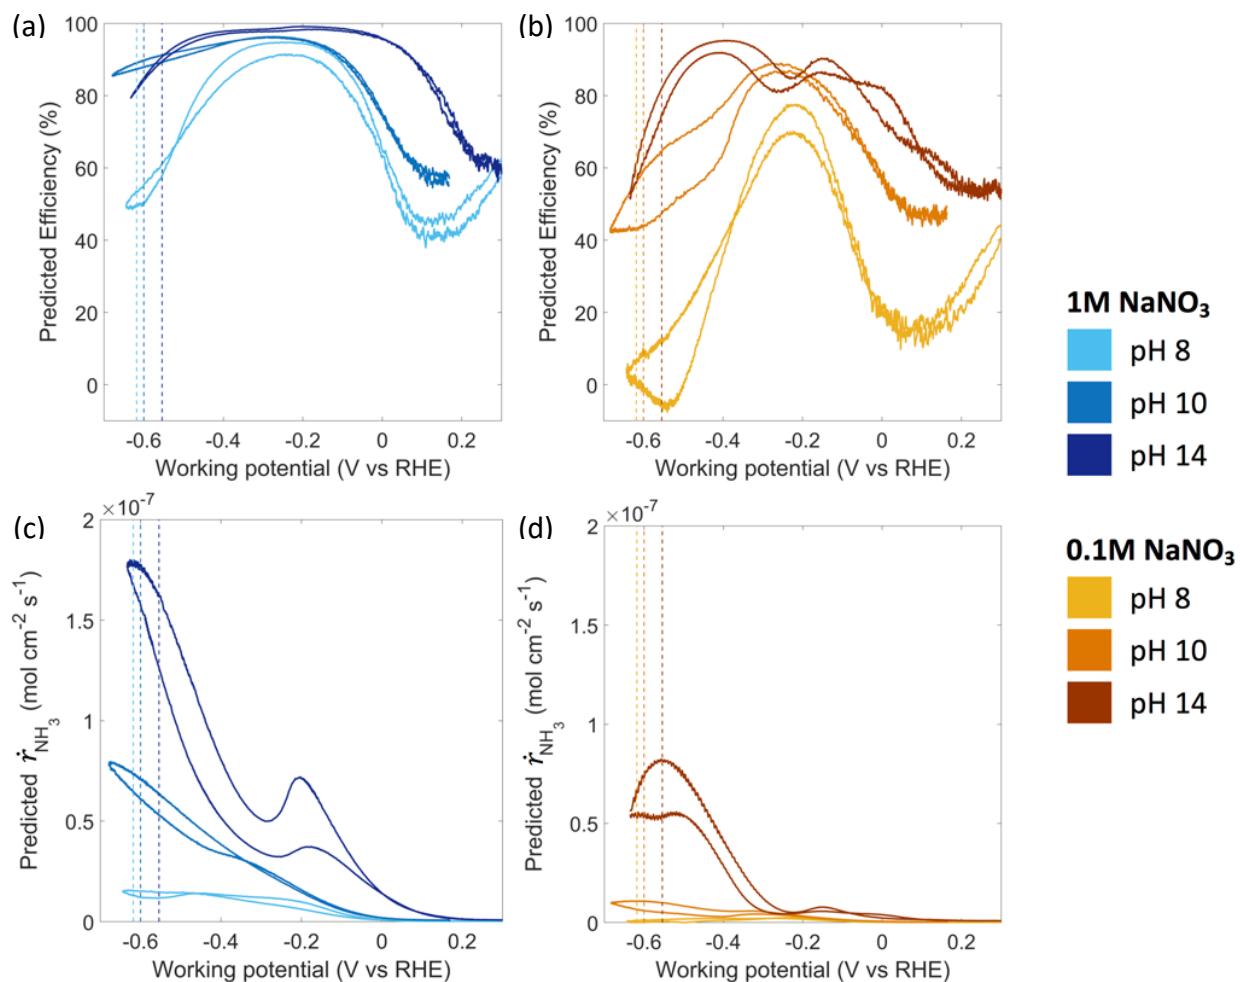 (a)
100
80
60
40
20
0
Predicted Efficiency (%)
-0.6 -0.4 -0.2 0 0.2
Working potential (V vs RHE)
(b)
100
80
60
40
20
0
Predicted Efficiency (%)
-0.6 -0.4 -0.2 0 0.2
Working potential (V vs RHE)
(c)
×10⁻⁷
2
1.5
1
0.5
0
Predicted ṙ_NH₃ (mol cm⁻² s⁻¹)
-0.6 -0.4 -0.2 0 0.2
Working potential (V vs RHE)
(d)
×10⁻⁷
2
1.5
1
0.5
0
Predicted ṙ_NH₃ (mol cm⁻² s⁻¹)
-0.6 -0.4 -0.2 0 0.2
Working potential (V vs RHE)
1M NaNO₃
pH 8
pH 10
pH 14
0.1M NaNO₃
pH 8
pH 10
pH 14